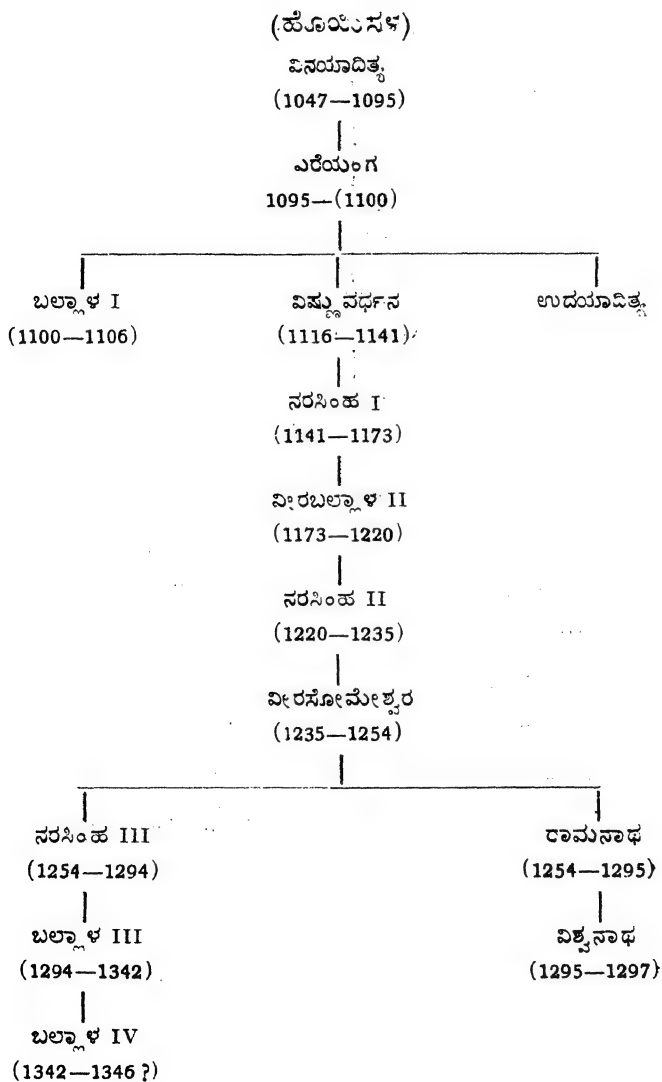 (ಹೊಯಿಸಳ)
ವಿನಯಾದಿತ್ಯ
(1047—1095)
ಎರೆಯಂಗ
1095—(1100)
ಬಲ್ಲಾಳ I
(1100—1106)
ವಿಷ್ಣುವರ್ಧನ
(1116—1141)
ಉದಯಾದಿತ್ಯ
ನರಸಿಂಹ I
(1141—1173)
ವೀರಬಲ್ಲಾಳ II
(1173—1220)
ನರಸಿಂಹ II
(1220—1235)
ವೀರಸೋಮೇಶ್ವರ
(1235—1254)
ನರಸಿಂಹ III
(1254—1294)
ರಾಮನಾಥ
(1254—1295)
ಬಲ್ಲಾಳ III
(1294—1342)
ವಿಶ್ವನಾಥ
(1295—1297)
ಬಲ್ಲಾಳ IV
(1342—1346?)